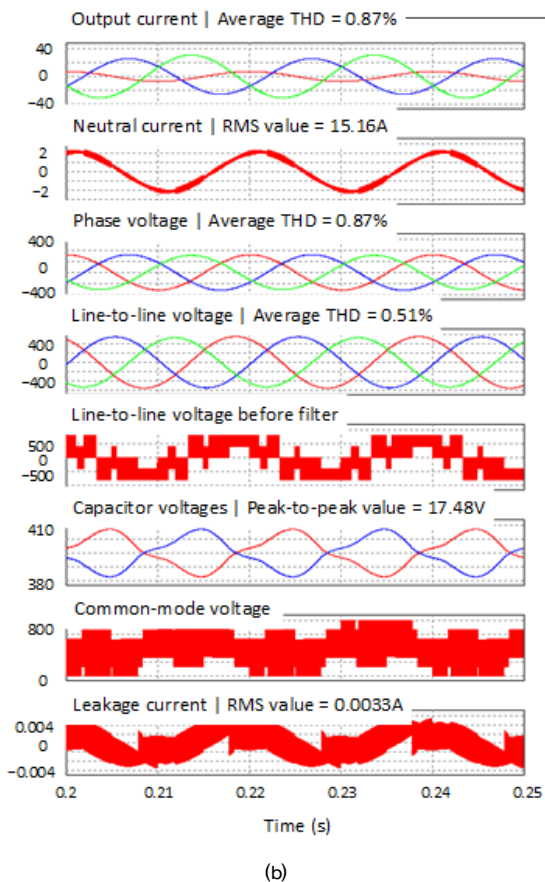 Output current | Average THD = 0.87%
40
0
−40
Neutral current | RMS value = 15.16A
2
0
−2
Phase voltage | Average THD = 0.87%
400
0
−400
Line-to-line voltage | Average THD = 0.51%
400
0
−400
Line-to-line voltage before filter
500
0
−500
Capacitor voltages | Peak-to-peak value = 17.48V
410
380
Common-mode voltage
800
0
Leakage current | RMS value = 0.0033A
0.004
0
−0.004
0.2 0.21 0.22 0.23 0.24 0.25
Time (s)
(b)